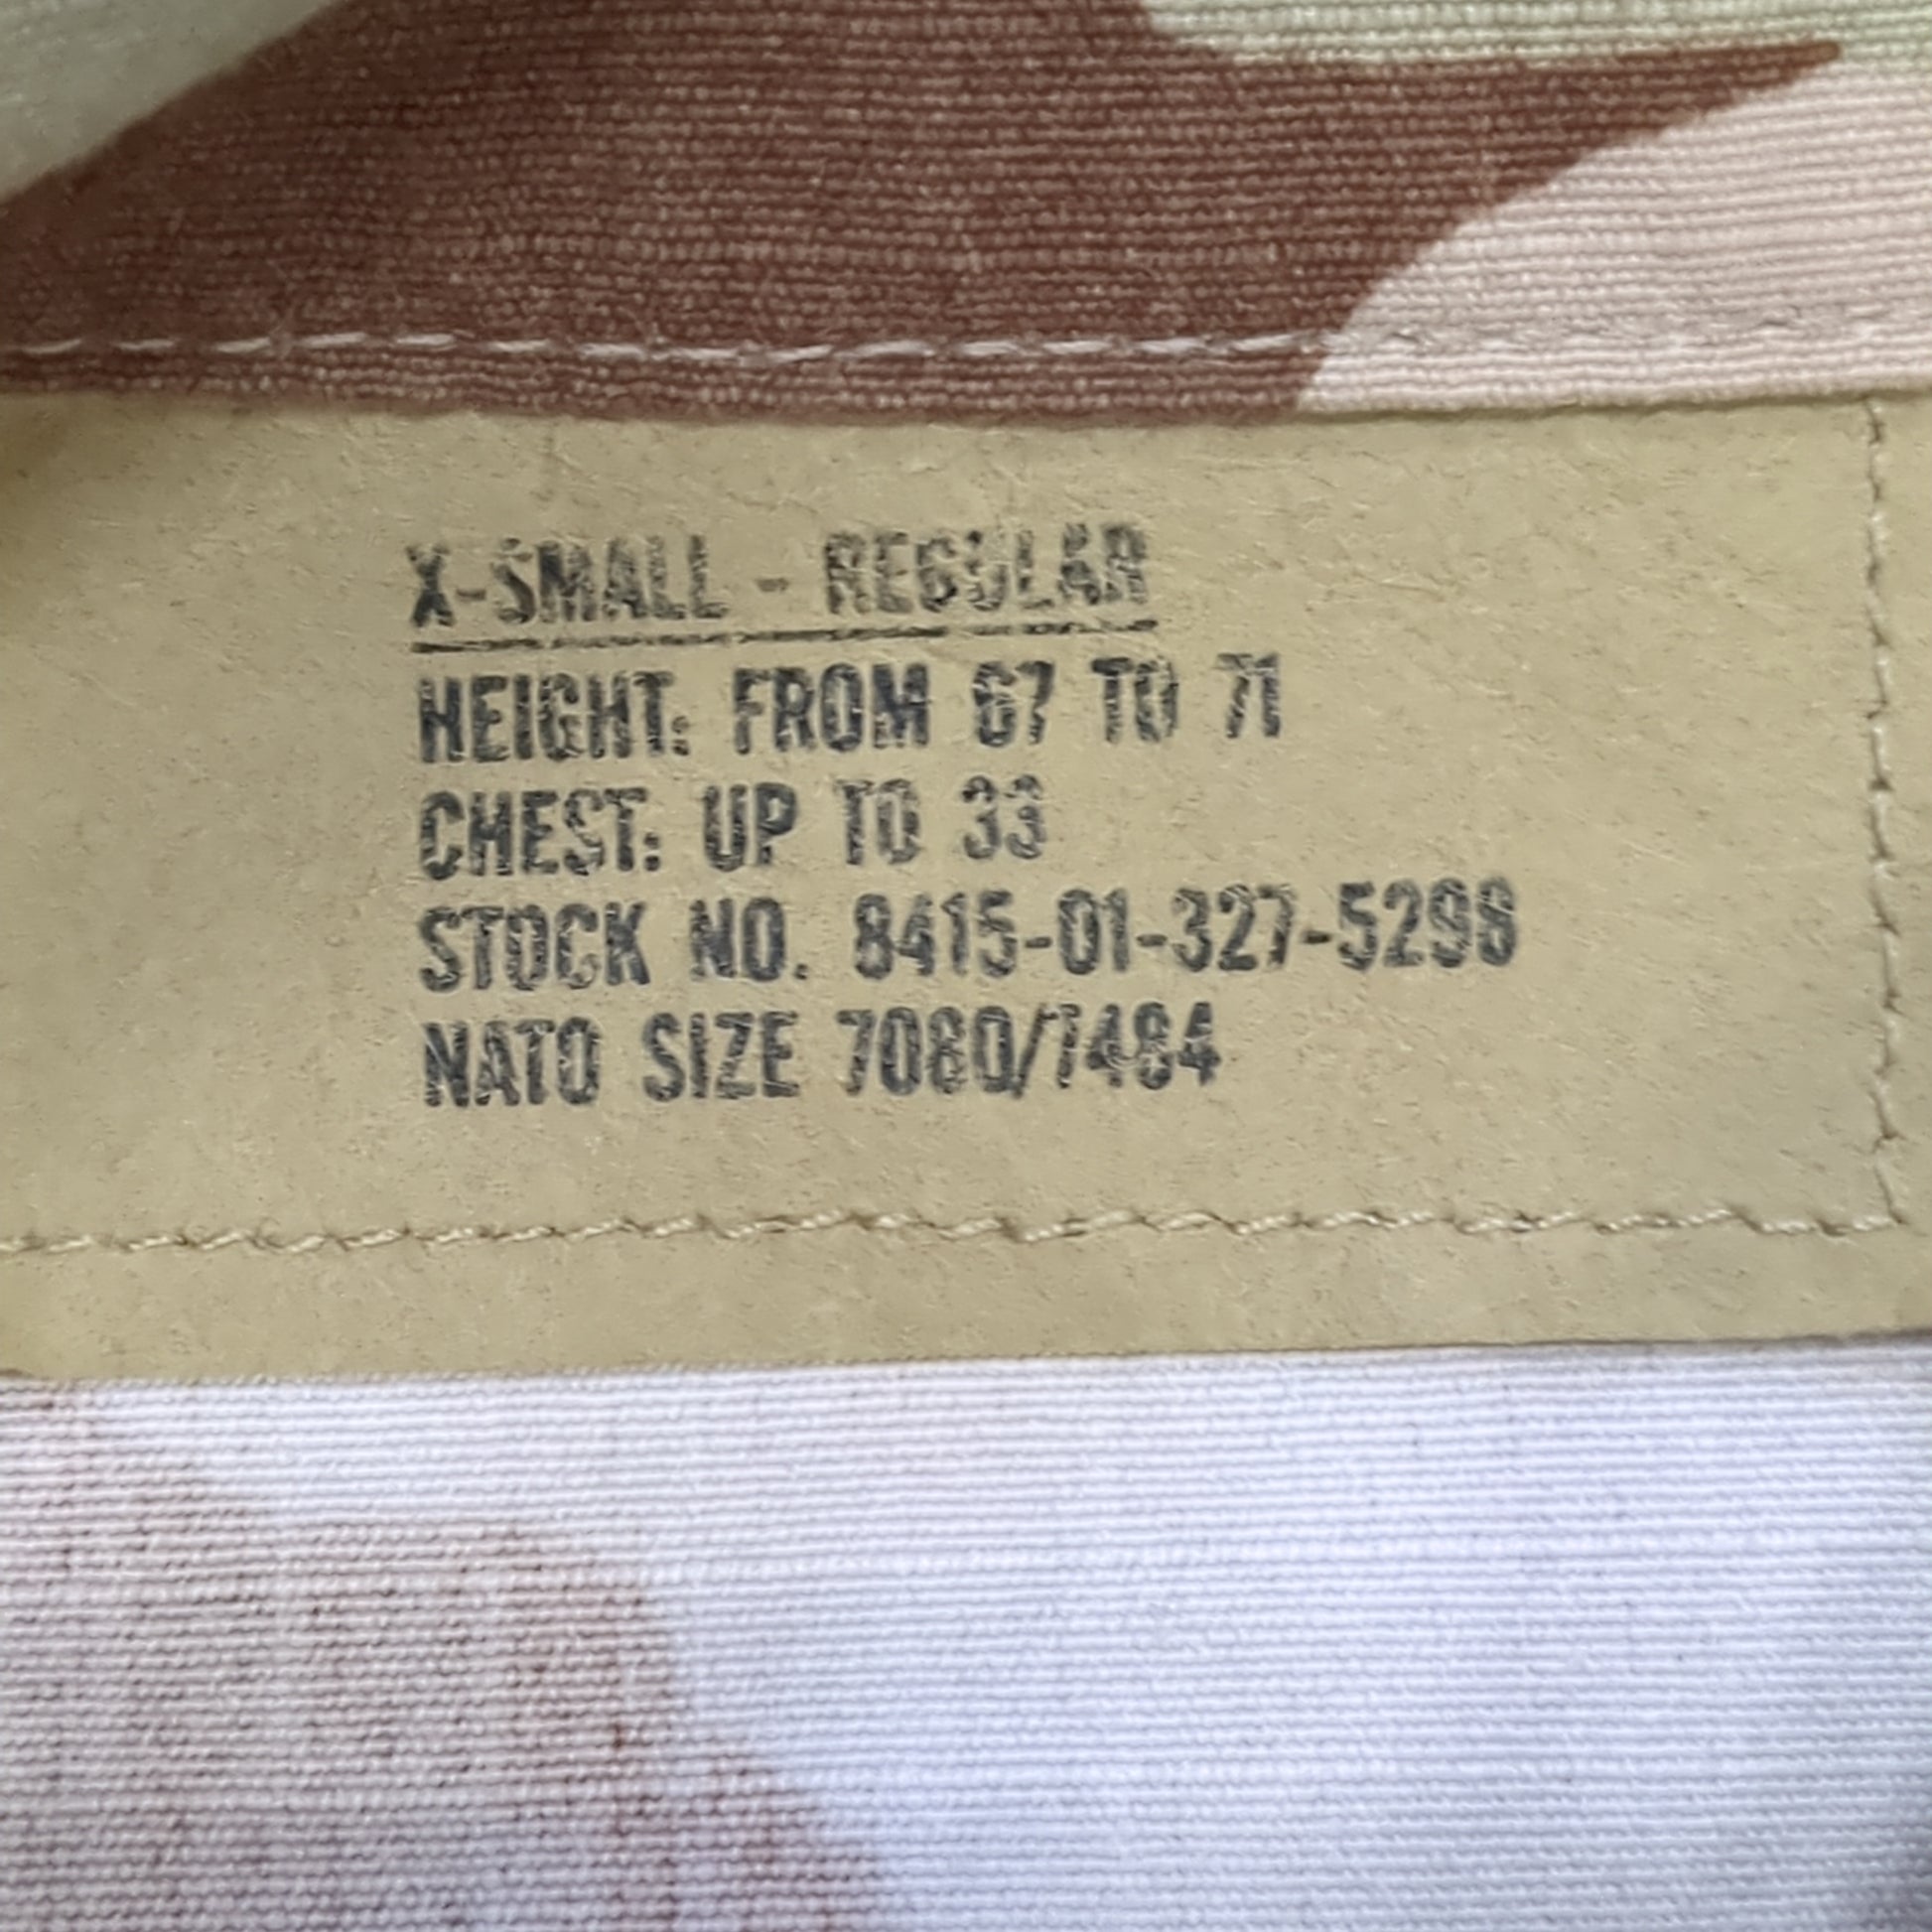 X-SMALL - REGULAR
HEIGHT: FROM 67 TO 71
CHEST: UP TO 33
STOCK NO. 8415-01-327-5298
NATO SIZE 7080/7484